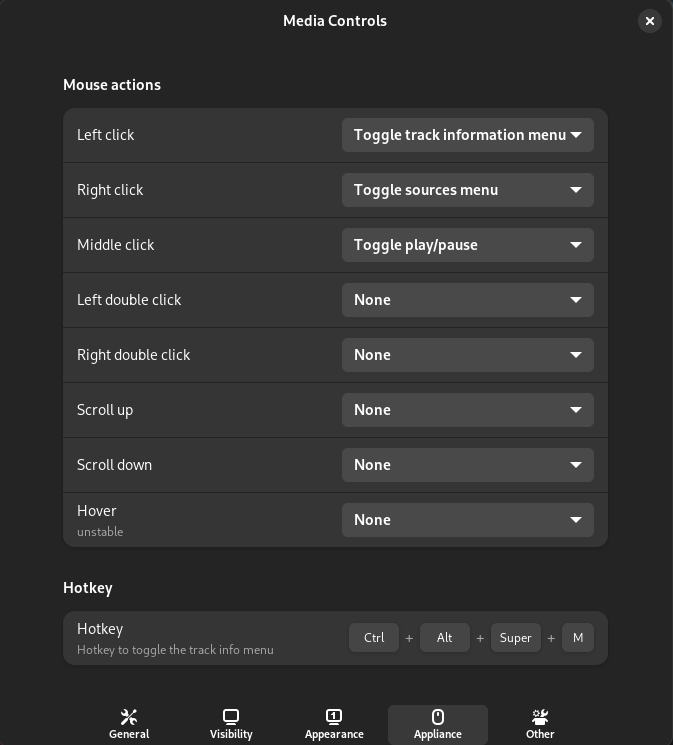 Media Controls
Mouse actions
Left click Toggle track information menu
Right click Toggle sources menu
Middle click Toggle play/pause
Left double click None
Right double click None
Scroll up None
Scroll down None
Hover None
unstable
Hotkey
Hotkey Ctrl + Alt + Super + M
Hotkey to toggle the track info menu
General Visibility Appearance Appliance Other